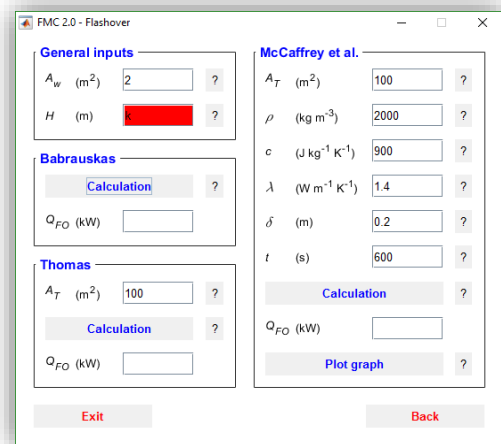 FMC 2.0 - Flashover
General inputs
A_w (m²) 2 ?
H (m) k ?
Babrauskas
Calculation ?
Q_FO (kW)
Thomas
A_T (m²) 100 ?
Calculation ?
Q_FO (kW)
McCaffrey et al.
A_T (m²) 100 ?
ρ (kg m⁻³) 2000 ?
c (J kg⁻¹ K⁻¹) 900 ?
λ (W m⁻¹ K⁻¹) 1.4 ?
δ (m) 0.2 ?
t (s) 600 ?
Calculation ?
Q_FO (kW)
Plot graph ?
Exit
Back